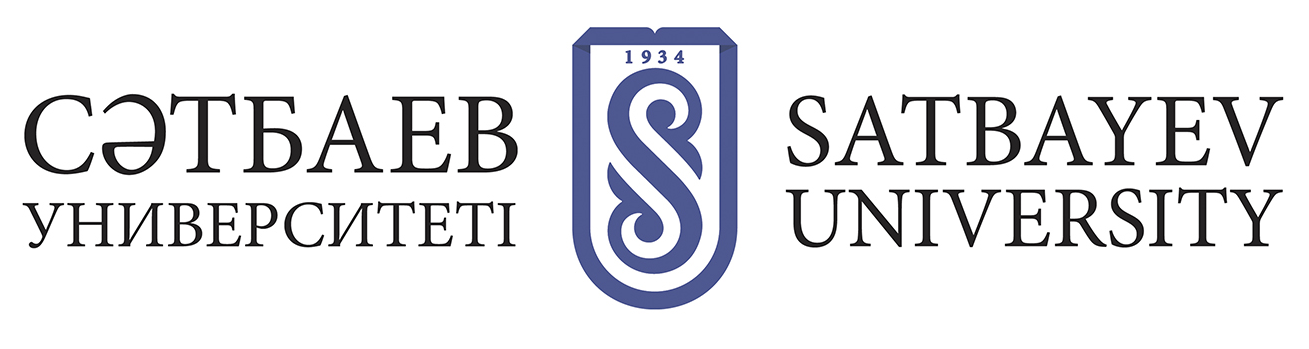 СӘТБАЕВ
УНИВЕРСИТЕТІ
1934
SATBAYEV
UNIVERSITY